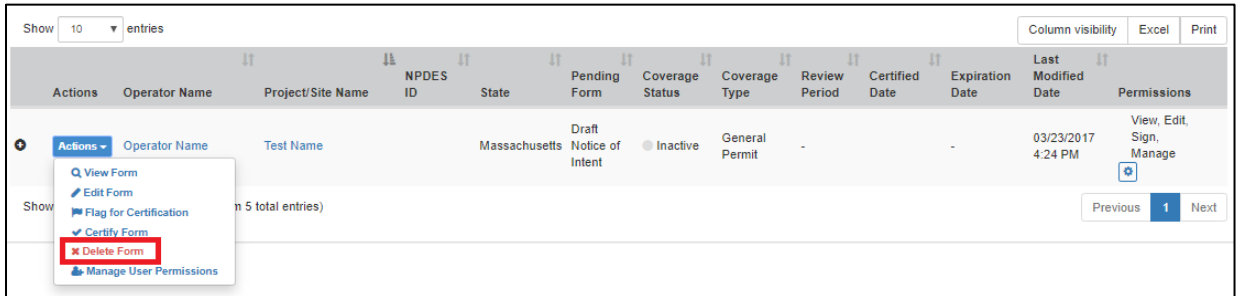 Show 10 entries
Column visibility Excel Print
Actions Operator Name Project/Site Name NPDES ID State Pending Form Coverage Status Coverage Type Review Period Certified Date Expiration Date Last Modified Date Permissions
Actions Operator Name Test Name Massachusetts Draft Notice of Intent Inactive General Permit - - 03/23/2017 4:24 PM View, Edit, Sign, Manage
View Form
Edit Form
Flag for Certification
Certify Form
Delete Form
Manage User Permissions
Show
m 5 total entries)
Previous 1 Next